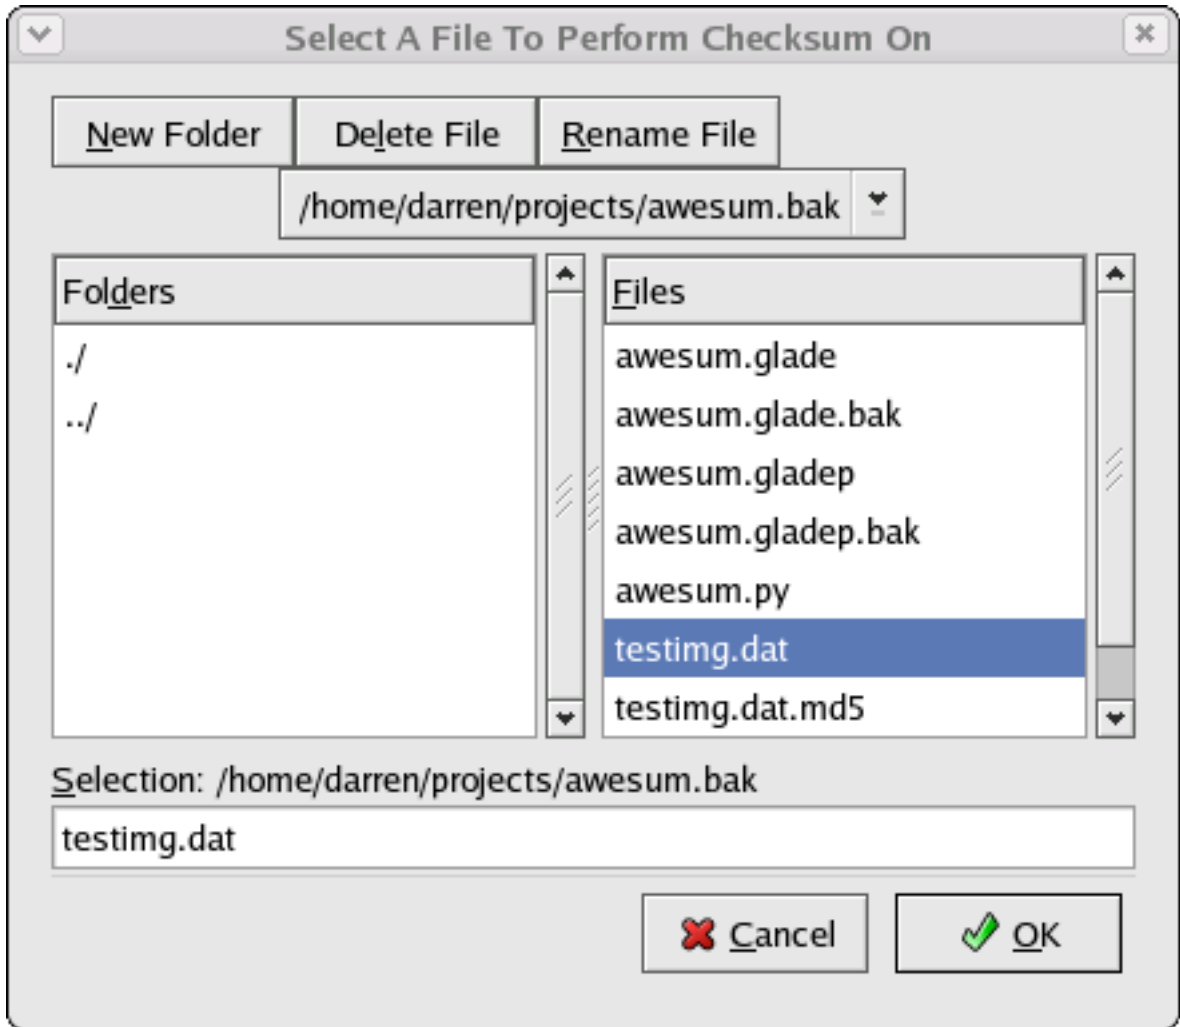 Select A File To Perform Checksum On
New Folder Delete File Rename File
/home/darren/projects/awesum.bak
Folders
./
../
Files
awesum.glade
awesum.glade.bak
awesum.gladep
awesum.gladep.bak
awesum.py
testimg.dat
testimg.dat.md5
Selection: /home/darren/projects/awesum.bak
testimg.dat
Cancel OK